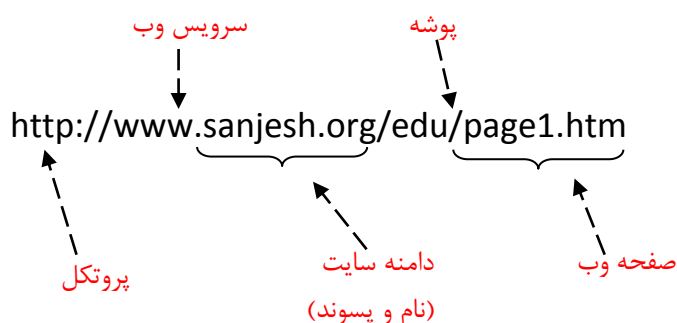 سرویس وب
پوشه
http://www.sanjesh.org/edu/page1.htm
صفحه وب
دامنه سایت
(نام و پسوند)
پروتکل